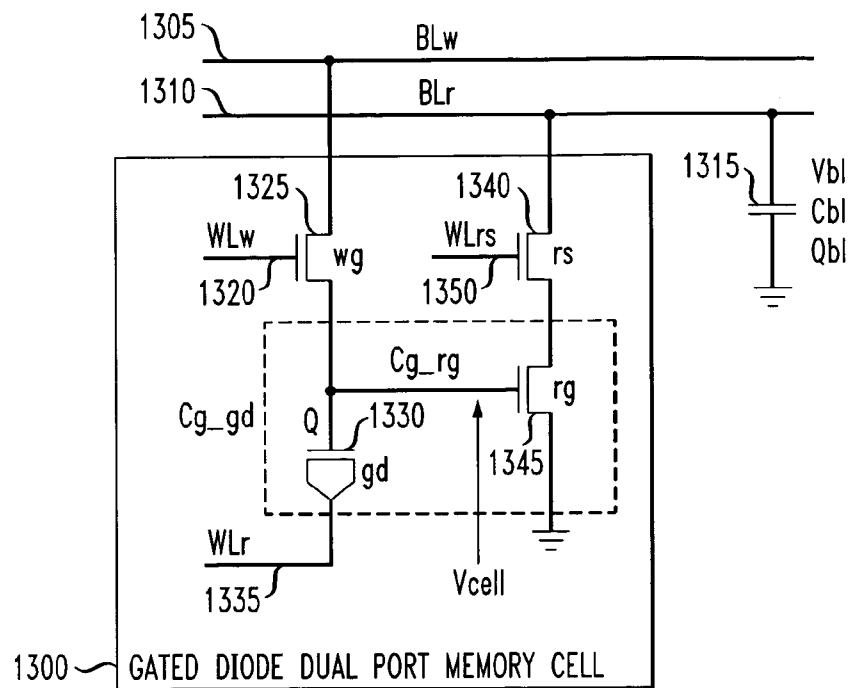 1305
BLw
1310
BLr
1325
1340
1315
Vbl
Cbl
Qbl
WLw
wg
WLrs
rs
1320
1350
Cg_rg
rg
Cg_gd
Q
1330
1345
gd
WLr
1335
Vcell
1300
GATED DIODE DUAL PORT MEMORY CELL